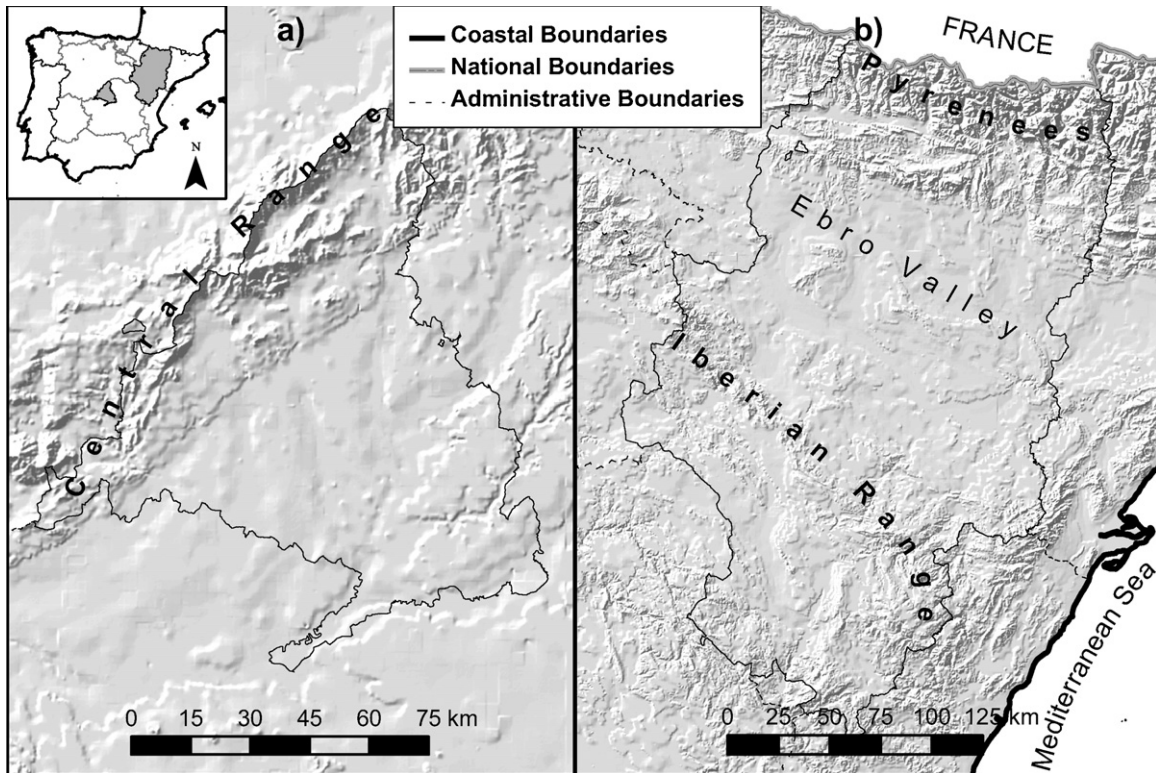 a)
N
Central Range
0 15 30 45 60 75 km
Coastal Boundaries
National Boundaries
Administrative Boundaries
b)
FRANCE
Pyrenees
Ebro Valley
Iberian Range
Mediterranean Sea
0 25 50 75 100 125 km